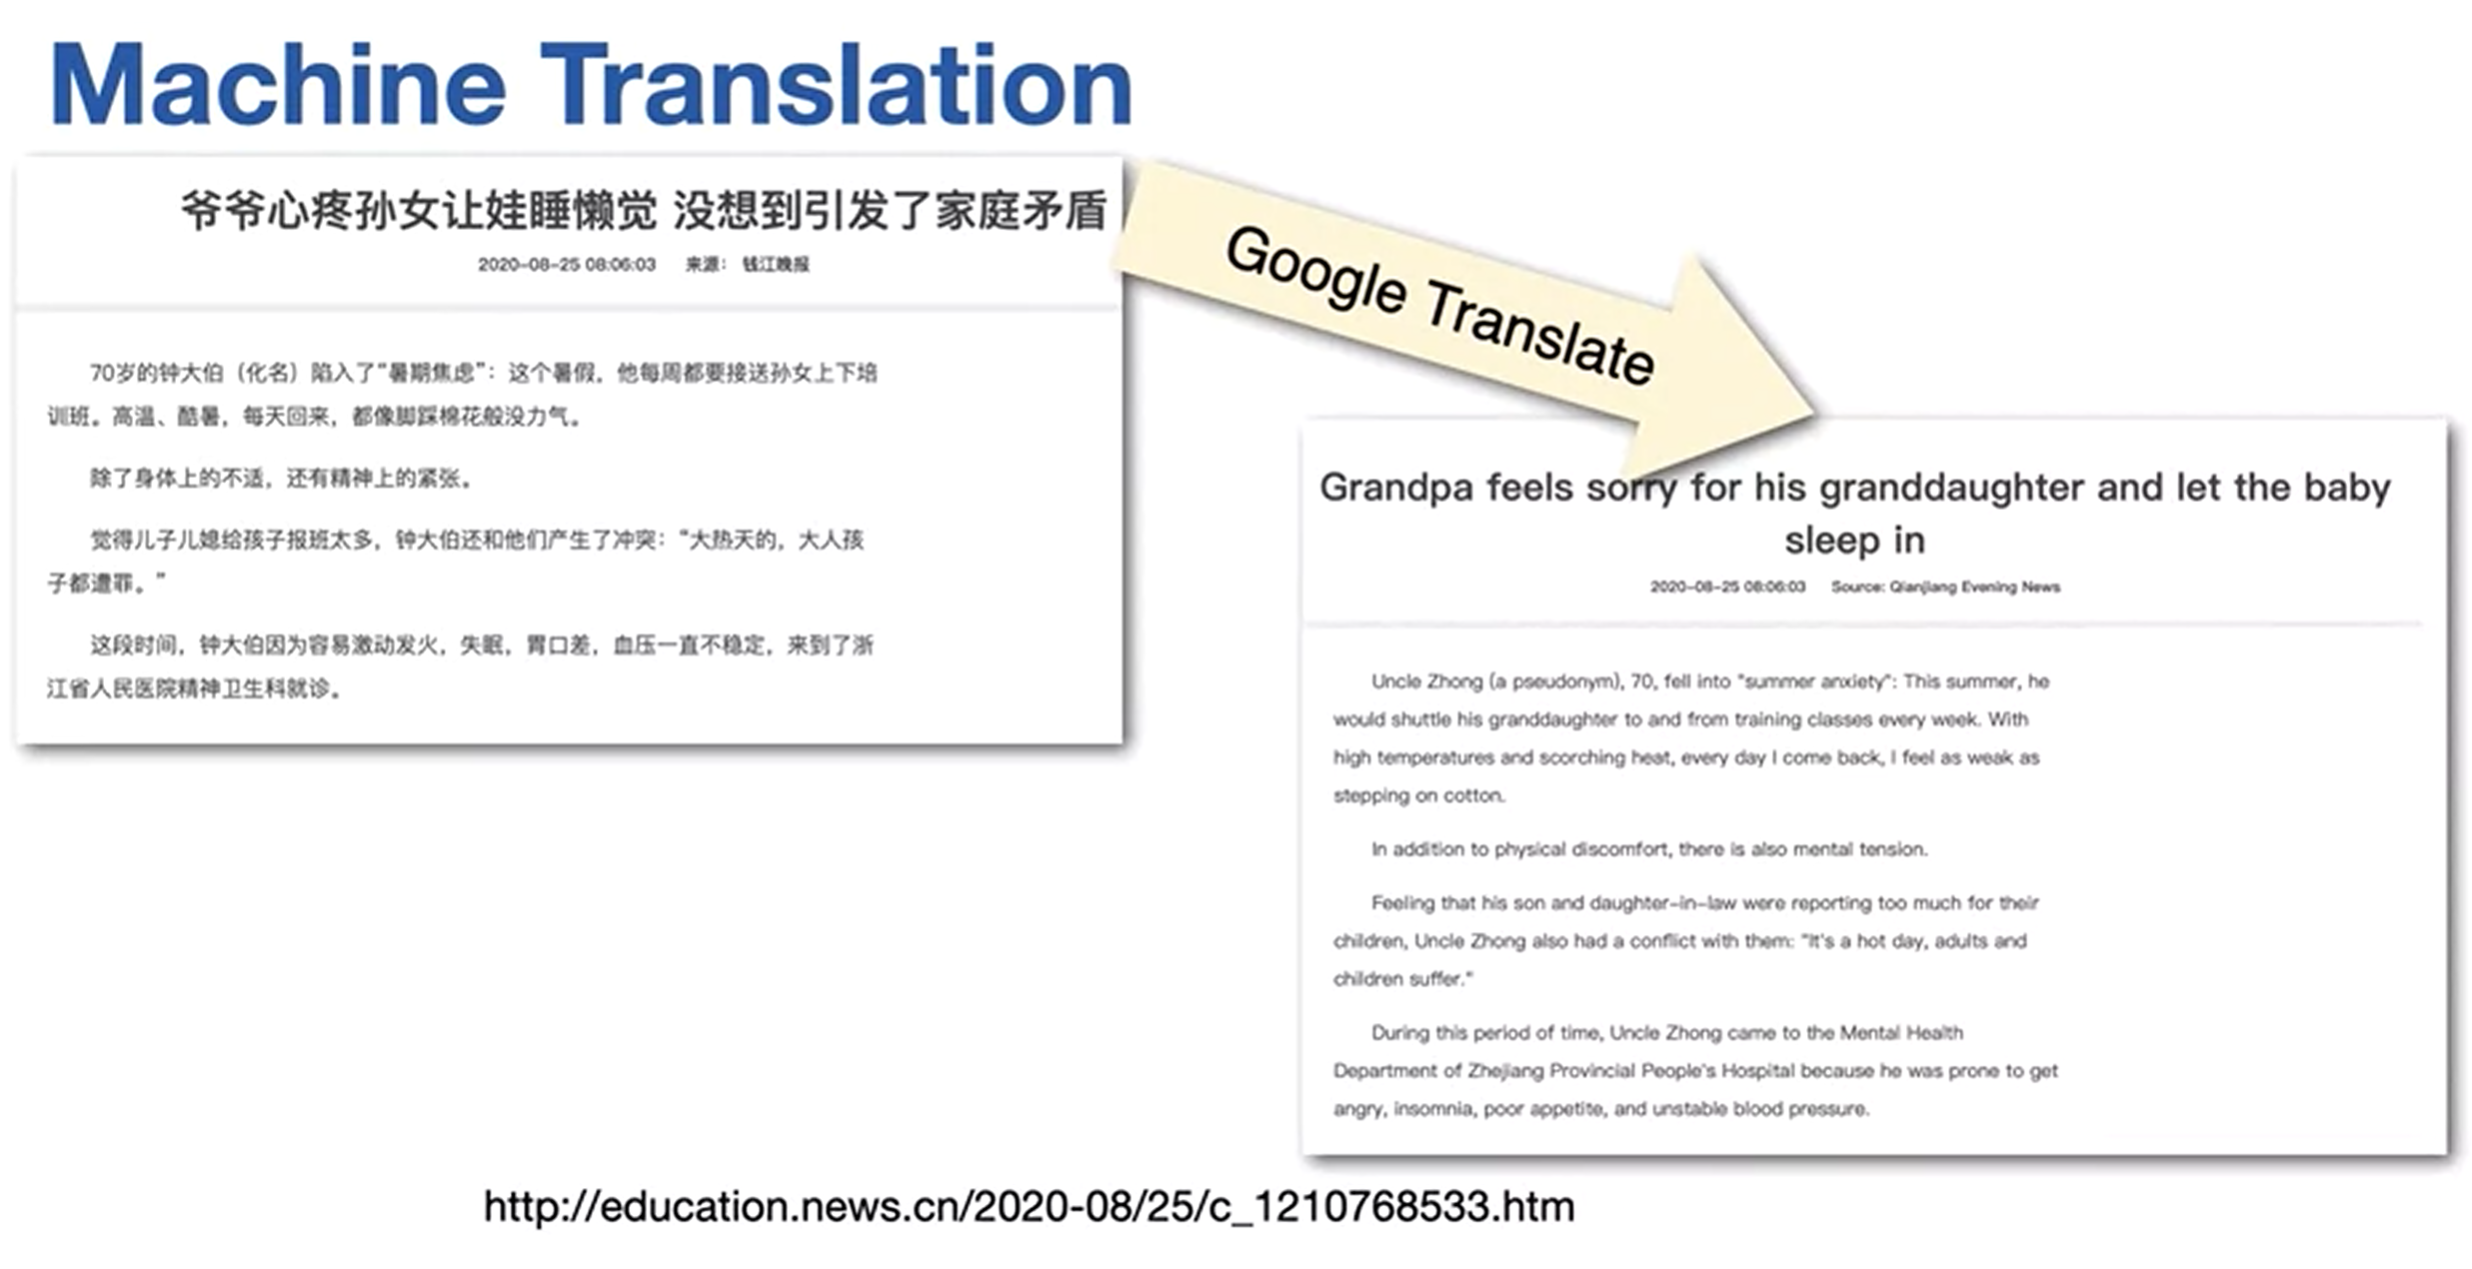 Machine Translation
爷爷心疼孙女让娃睡懒觉 没想到引发了家庭矛盾
2020-08-25 08:06:03 来源： 钱江晚报
70岁的钟大伯（化名）陷入了“暑期焦虑”：这个暑假，他每周都要接送孙女上下培
训班。高温、酷暑，每天回来，都像脚踩棉花般没力气。
除了身体上的不适，还有精神上的紧张。
觉得儿子儿媳给孩子报班太多，钟大伯还和他们产生了冲突：“大热天的，大人孩
子都遭罪。”
这段时间，钟大伯因为容易激动发火，失眠，胃口差，血压一直不稳定，来到了浙
江省人民医院精神卫生科就诊。
Google Translate
Grandpa feels sorry for his granddaughter and let the baby
sleep in
2020-08-25 08:06:03 Source: Qianjiang Evening News
Uncle Zhong (a pseudonym), 70, fell into "summer anxiety": This summer, he
would shuttle his granddaughter to and from training classes every week. With
high temperatures and scorching heat, every day I come back, I feel as weak as
stepping on cotton.
In addition to physical discomfort, there is also mental tension.
Feeling that his son and daughter-in-law were reporting too much for their
children, Uncle Zhong also had a conflict with them: "It's a hot day, adults and
children suffer."
During this period of time, Uncle Zhong came to the Mental Health
Department of Zhejiang Provincial People's Hospital because he was prone to get
angry, insomnia, poor appetite, and unstable blood pressure.
http://education.news.cn/2020-08/25/c_1210768533.htm